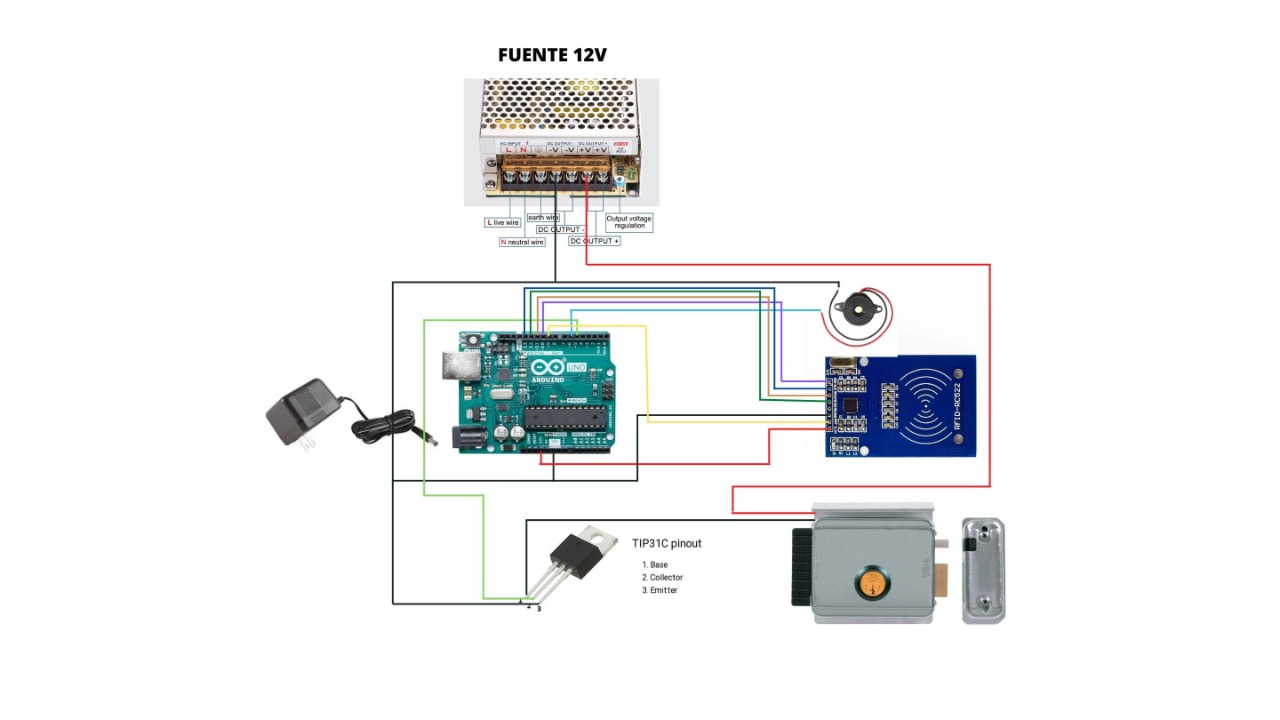 FUENTE 12V
AC INPUT
DC OUTPUT -
DC OUTPUT +
L
N
-V
-V
+V
+V
L live wire
earth wire
Output voltage
regulation
DC OUTPUT -
N neutral wire
DC OUTPUT +
UNO
ARDUINO
RFID-RC522
TIP31C pinout
1. Base
2. Collector
3. Emitter
2
3